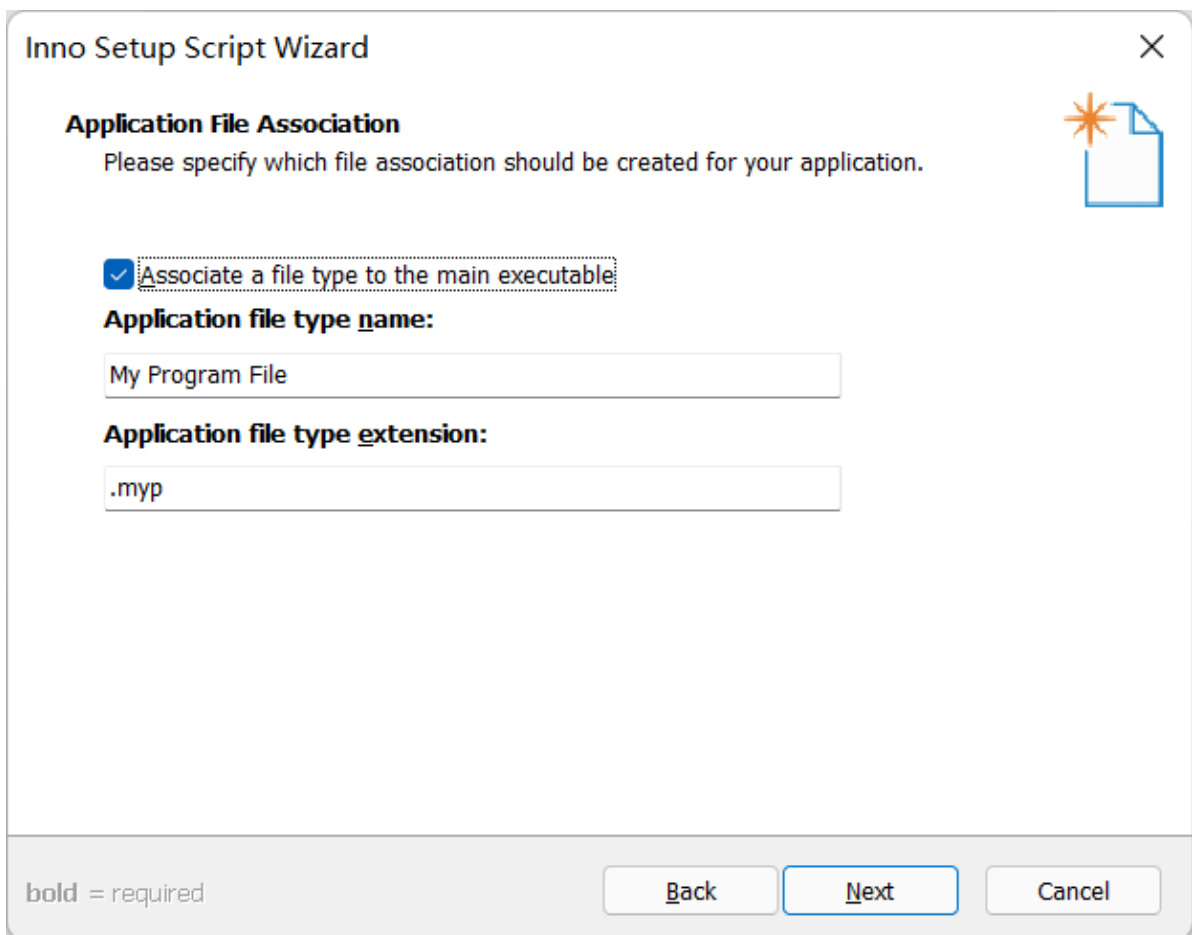 Inno Setup Script Wizard
Application File Association
Please specify which file association should be created for your application.
Associate a file type to the main executable
Application file type name:
My Program File
Application file type extension:
.myp
bold = required
Back
Next
Cancel